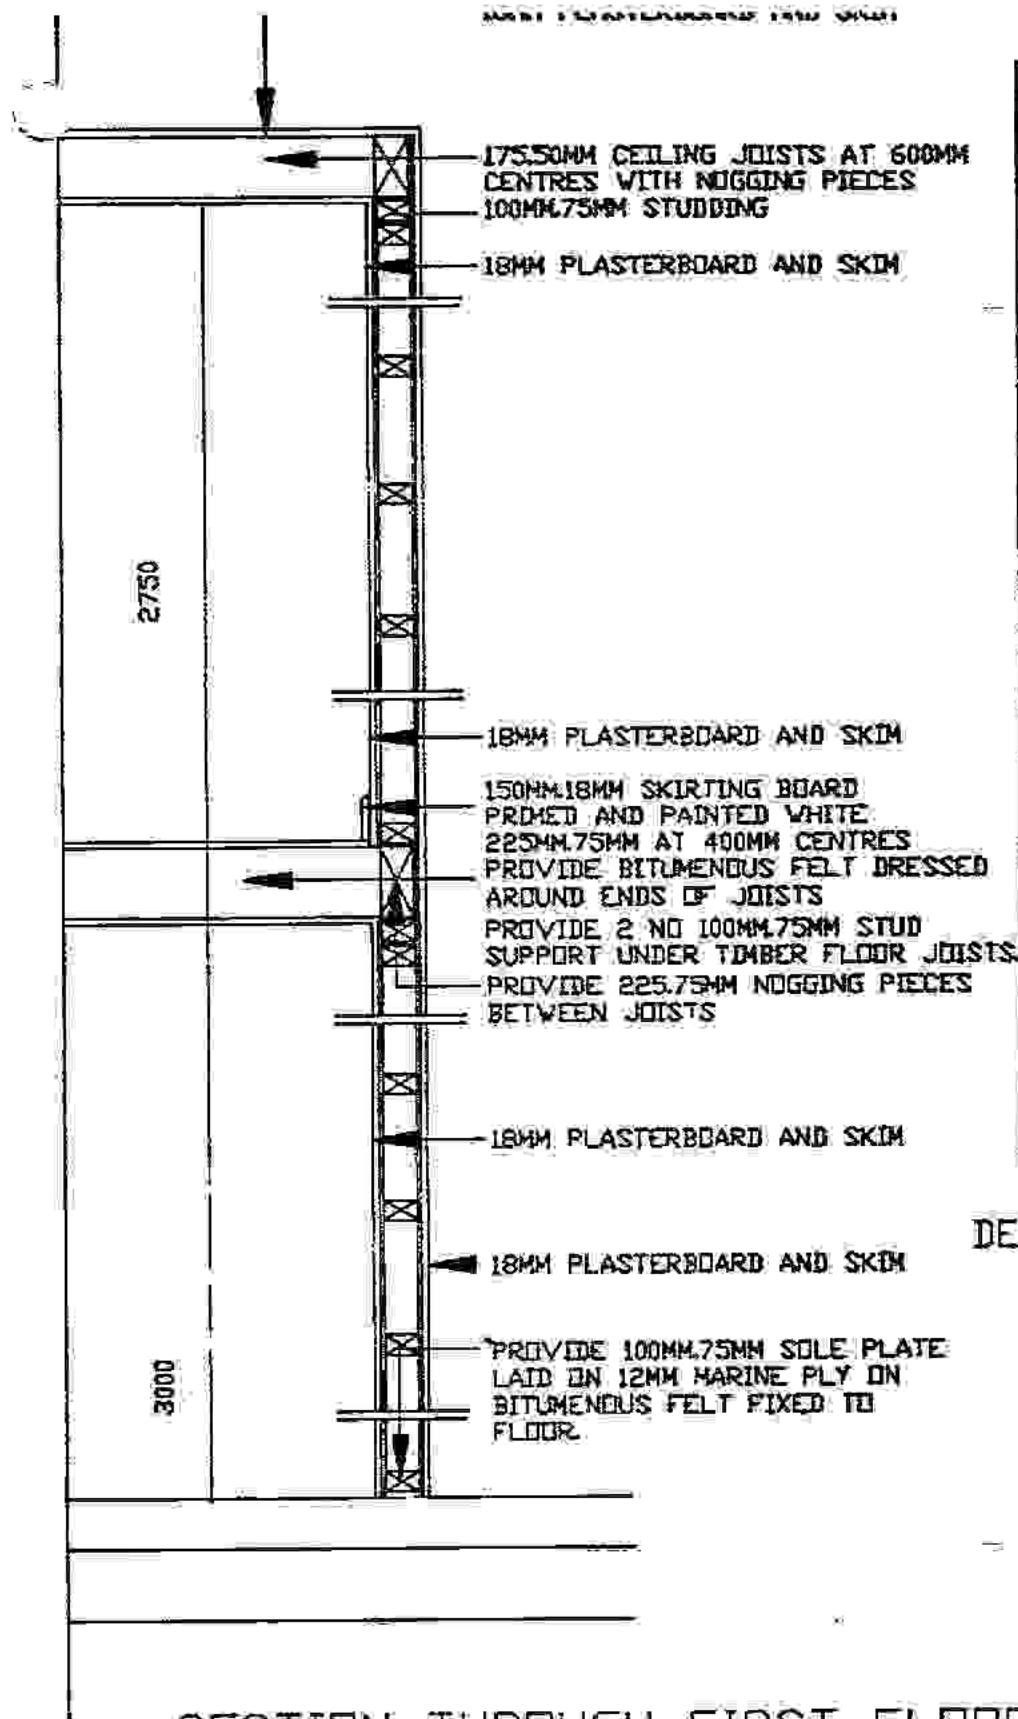 175.50MM CEILING JOISTS AT 600MM
CENTRES WITH NOGGING PIECES
100MM.75MM STUDDING
18MM PLASTERBOARD AND SKIM
2750
18MM PLASTERBOARD AND SKIM
150MM.18MM SKIRTING BOARD
PRIMED AND PAINTED WHITE
225MM.75MM AT 400MM CENTRES
PROVIDE BITUMENOUS FELT DRESSED
AROUND ENDS OF JOISTS
PROVIDE 2 NO 100MM.75MM STUD
SUPPORT UNDER TIMBER FLOOR JOISTS.
PROVIDE 225.75MM NOGGING PIECES
BETWEEN JOISTS
18MM PLASTERBOARD AND SKIM
DE
18MM PLASTERBOARD AND SKIM
3000
PROVIDE 100MM.75MM SOLE PLATE
LAID ON 12MM MARINE PLY ON
BITUMENOUS FELT FIXED TO
FLOOR.
SECTION THROUGH FIRST FLOOR